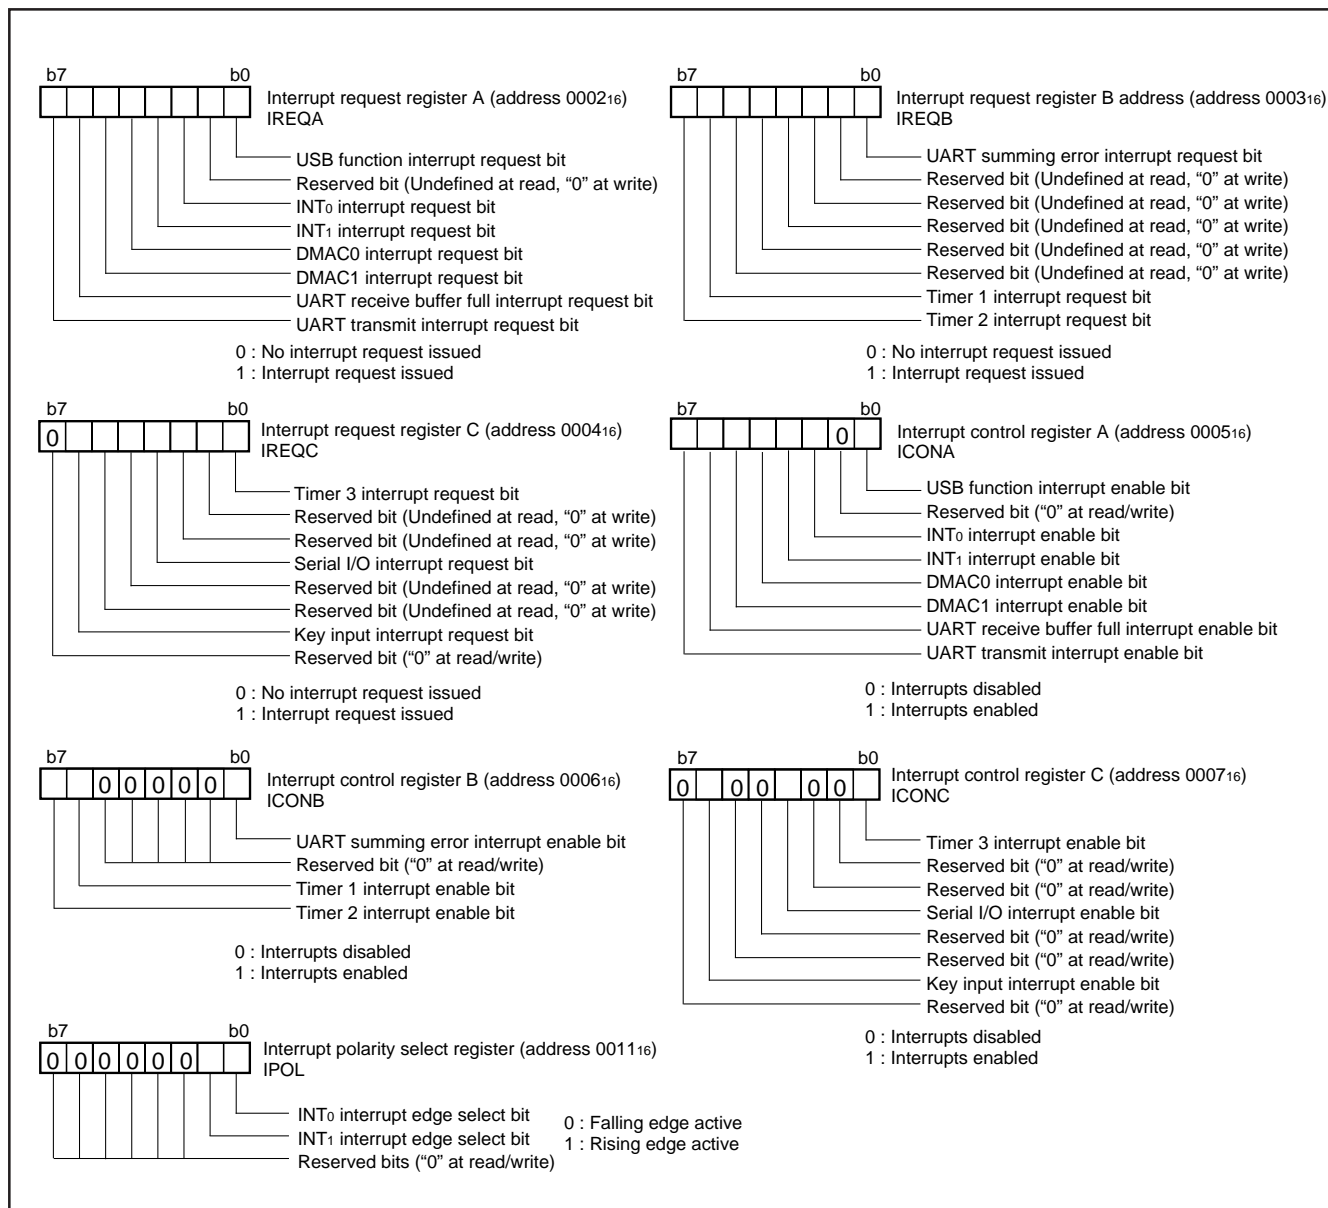 b7 b0
Interrupt request register A (address 0002₁₆)
IREQA
USB function interrupt request bit
Reserved bit (Undefined at read, “0” at write)
INT₀ interrupt request bit
INT₁ interrupt request bit
DMAC0 interrupt request bit
DMAC1 interrupt request bit
UART receive buffer full interrupt request bit
UART transmit interrupt request bit
0 : No interrupt request issued
1 : Interrupt request issued
b7 b0
Interrupt request register B address (address 0003₁₆)
IREQB
UART summing error interrupt request bit
Reserved bit (Undefined at read, “0” at write)
Reserved bit (Undefined at read, “0” at write)
Reserved bit (Undefined at read, “0” at write)
Reserved bit (Undefined at read, “0” at write)
Reserved bit (Undefined at read, “0” at write)
Timer 1 interrupt request bit
Timer 2 interrupt request bit
0 : No interrupt request issued
1 : Interrupt request issued
b7 b0
0
Interrupt request register C (address 0004₁₆)
IREQC
Timer 3 interrupt request bit
Reserved bit (Undefined at read, “0” at write)
Reserved bit (Undefined at read, “0” at write)
Serial I/O interrupt request bit
Reserved bit (Undefined at read, “0” at write)
Reserved bit (Undefined at read, “0” at write)
Key input interrupt request bit
Reserved bit (“0” at read/write)
0 : No interrupt request issued
1 : Interrupt request issued
b7 b0
0
Interrupt control register A (address 0005₁₆)
ICONA
USB function interrupt enable bit
Reserved bit (“0” at read/write)
INT₀ interrupt enable bit
INT₁ interrupt enable bit
DMAC0 interrupt enable bit
DMAC1 interrupt enable bit
UART receive buffer full interrupt enable bit
UART transmit interrupt enable bit
0 : Interrupts disabled
1 : Interrupts enabled
b7 b0
0 0 0 0 0
Interrupt control register B (address 0006₁₆)
ICONB
UART summing error interrupt enable bit
Reserved bit (“0” at read/write)
Timer 1 interrupt enable bit
Timer 2 interrupt enable bit
0 : Interrupts disabled
1 : Interrupts enabled
b7 b0
0 0 0 0 0
Interrupt control register C (address 0007₁₆)
ICONC
Timer 3 interrupt enable bit
Reserved bit (“0” at read/write)
Reserved bit (“0” at read/write)
Serial I/O interrupt enable bit
Reserved bit (“0” at read/write)
Reserved bit (“0” at read/write)
Key input interrupt enable bit
Reserved bit (“0” at read/write)
0 : Interrupts disabled
1 : Interrupts enabled
b7 b0
0 0 0 0 0 0
Interrupt polarity select register (address 0011₁₆)
IPOL
INT₀ interrupt edge select bit
INT₁ interrupt edge select bit
Reserved bits (“0” at read/write)
0 : Falling edge active
1 : Rising edge active